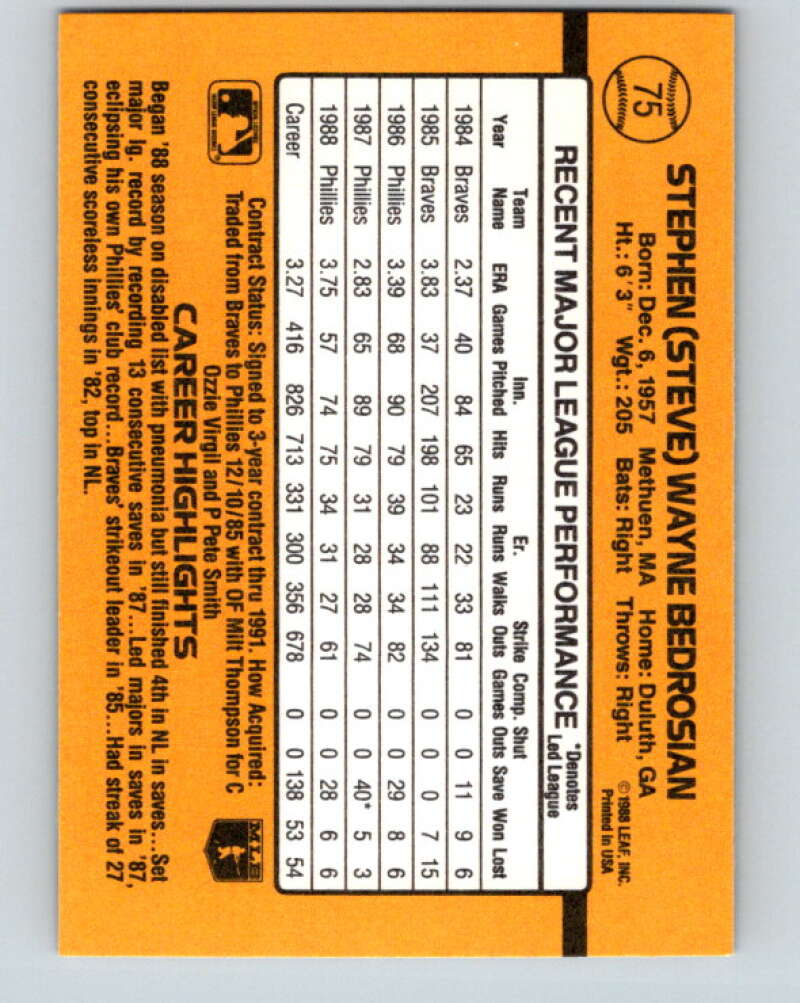 75
STEPHEN (STEVE) WAYNE BEDROSIAN
Born: Dec. 6, 1957 Methuen, MA Home: Duluth, GA
Ht.: 6'3" Wgt.: 205 Bats: Right Throws: Right
© 1988 LEAF, INC.
Printed in USA
RECENT MAJOR LEAGUE PERFORMANCE *Denotes Led League
Team Inn. Er. Strike Comp. Shut
Year Name ERA Games Pitched Hits Runs Runs Walks Outs Games Outs Save Won Lost
1984 Braves 2.37 40 84 65 23 22 33 81 0 0 11 9 6
1985 Braves 3.83 37 207 198 101 88 111 134 0 0 0 7 15
1986 Phillies 3.39 68 90 79 39 34 34 82 0 0 29 8 6
1987 Phillies 2.83 65 89 79 31 28 28 74 0 0 40* 5 3
1988 Phillies 3.75 57 74 75 34 31 27 61 0 0 28 6 6
Career 3.27 416 826 713 331 300 356 678 0 0 138 53 54
Contract Status: Signed to 3-year contract thru 1991. How Acquired:
Traded from Braves to Phillies 12/10/85 with OF Milt Thompson for C
Ozzie Virgil and P Pete Smith
MLB
CAREER HIGHLIGHTS
Began '88 season on disabled list with pneumonia but still finished 4th in NL in saves...Set
major lg. record by recording 13 consecutive saves in '87...Led majors in saves in '87,
eclipsing his own Phillies' club record...Braves' strikeout leader in '85...Had streak of 27
consecutive scoreless innings in '82, top in NL.